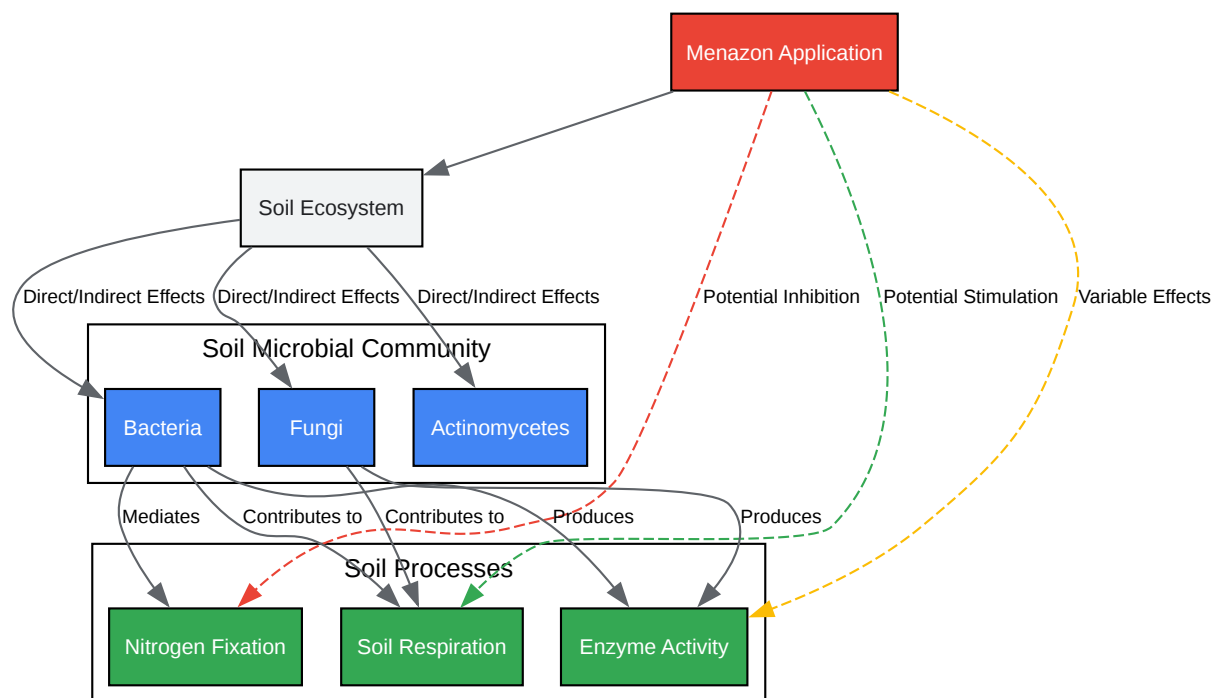 Menazon Application
Soil Ecosystem
Direct/Indirect Effects
Direct/Indirect Effects
Direct/Indirect Effects
Potential Inhibition
Potential Stimulation
Variable Effects
Soil Microbial Community
Bacteria
Fungi
Actinomycetes
Mediates
Contributes to
Contributes to
Produces
Produces
Soil Processes
Nitrogen Fixation
Soil Respiration
Enzyme Activity